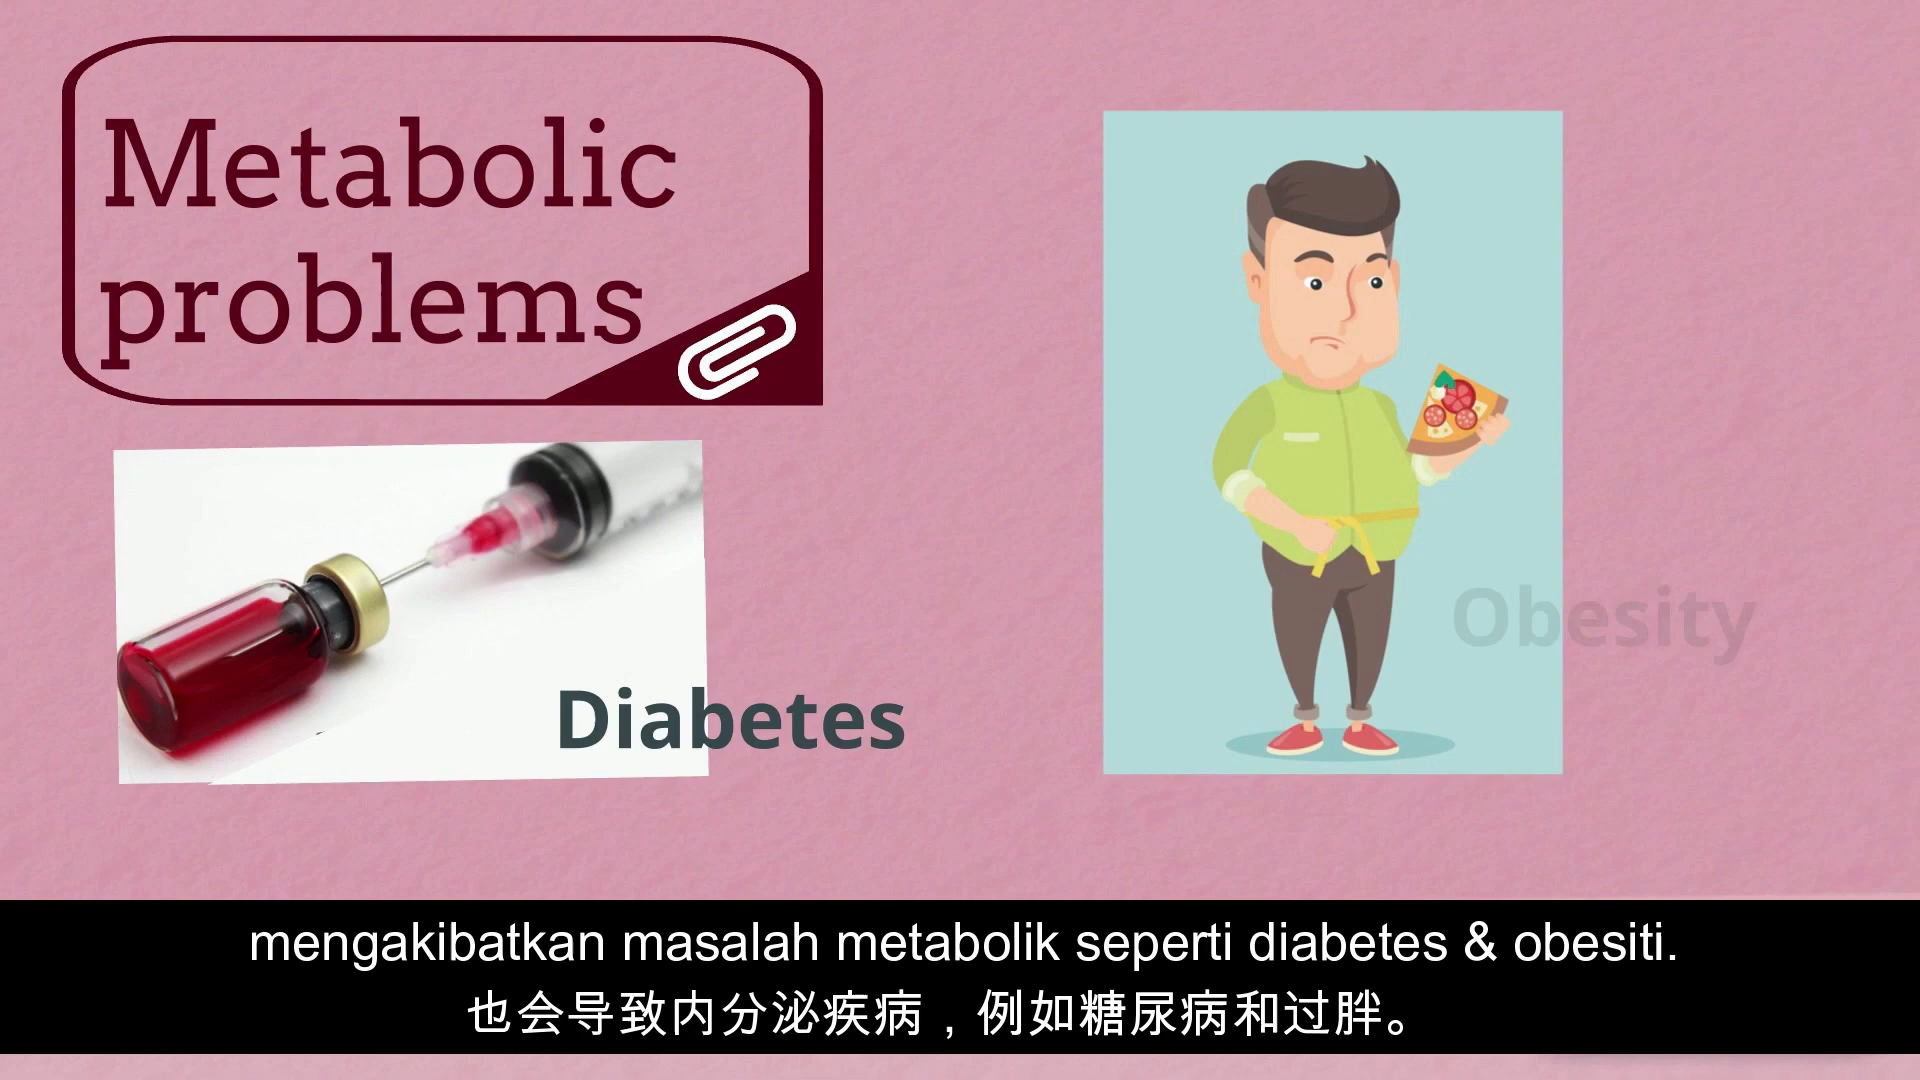 Metabolic
problems
Diabetes
Obesity
mengakibatkan masalah metabolik seperti diabetes & obesiti.
也会导致内分泌疾病，例如糖尿病和过胖。